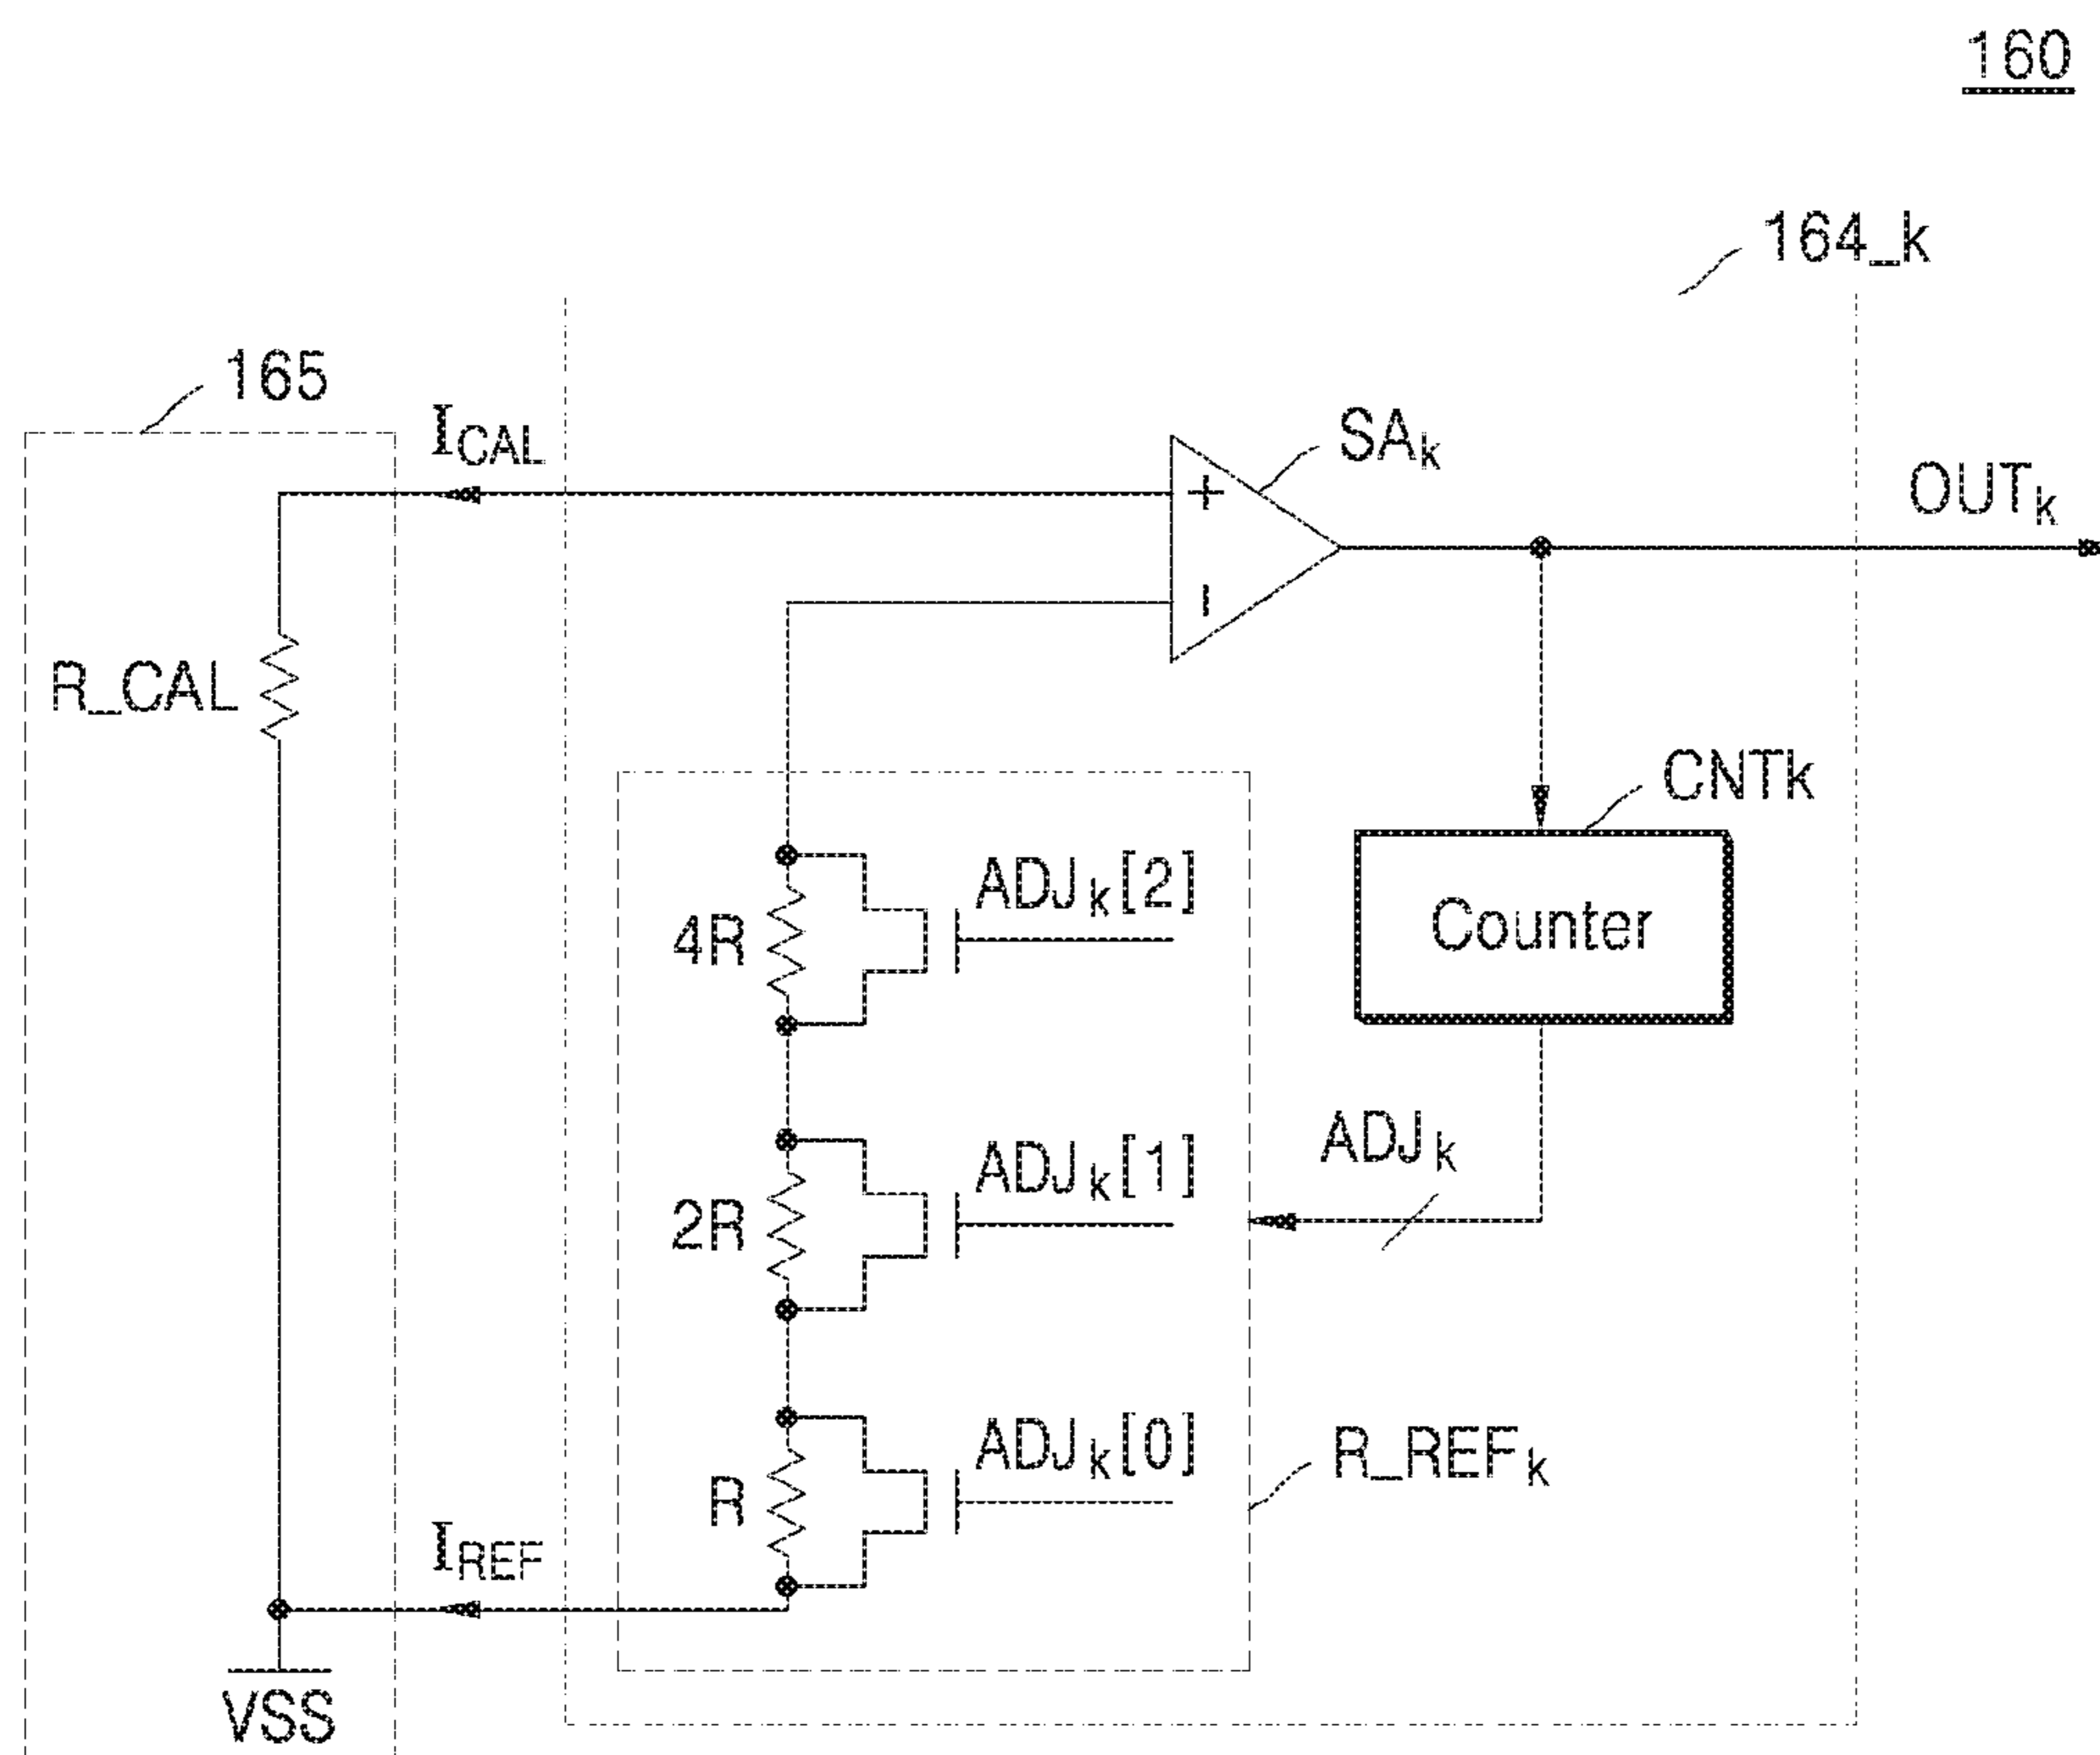 160
164_k
165
I_CAL
SA_k
OUT_k
+
-
R_CAL
CNTk
4R
ADJ_k[2]
Counter
2R
ADJ_k[1]
ADJ_k
R
ADJ_k[0]
R_REF_k
I_REF
VSS